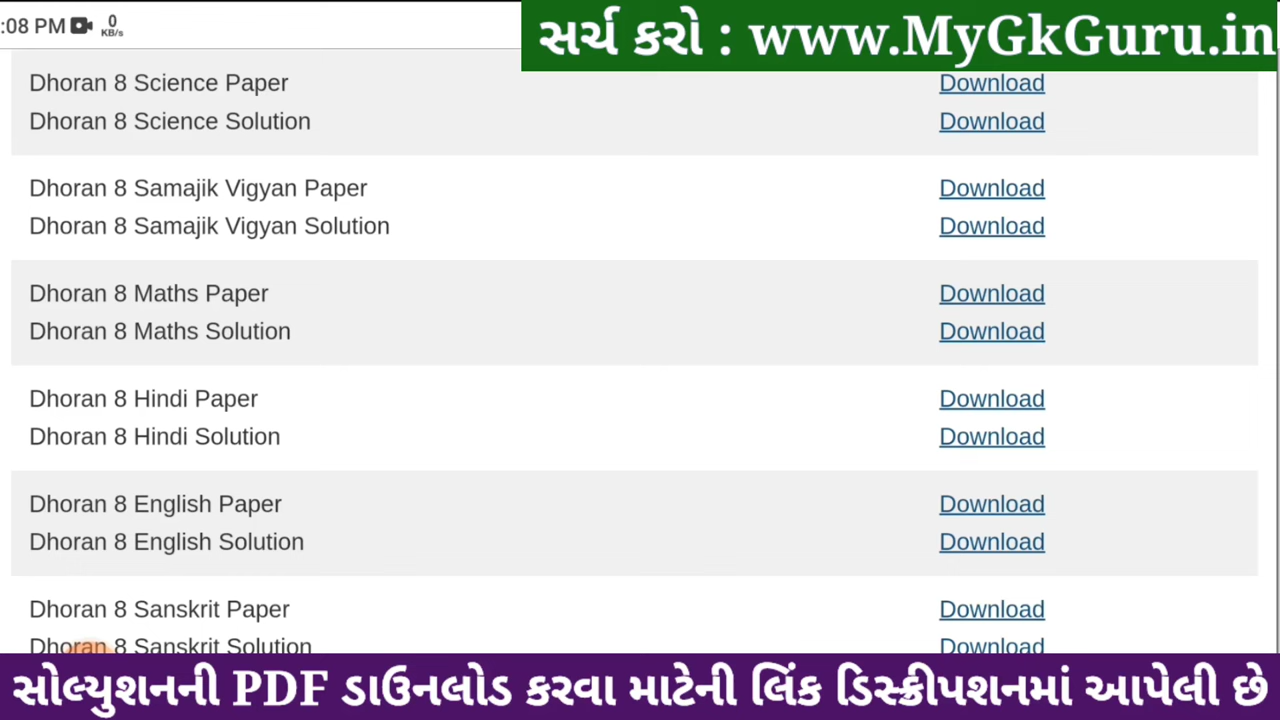 :08 PM 0 KB/s
સર્ચ કરો : www.MyGkGuru.in
Dhoran 8 Science Paper Download
Dhoran 8 Science Solution Download
Dhoran 8 Samajik Vigyan Paper Download
Dhoran 8 Samajik Vigyan Solution Download
Dhoran 8 Maths Paper Download
Dhoran 8 Maths Solution Download
Dhoran 8 Hindi Paper Download
Dhoran 8 Hindi Solution Download
Dhoran 8 English Paper Download
Dhoran 8 English Solution Download
Dhoran 8 Sanskrit Paper Download
Dhoran 8 Sanskrit Solution Download
સોલ્યુશનની PDF ડાઉનલોડ કરવા માટેની લિંક ડિસ્ક્રીપશનમાં આપેલી છે